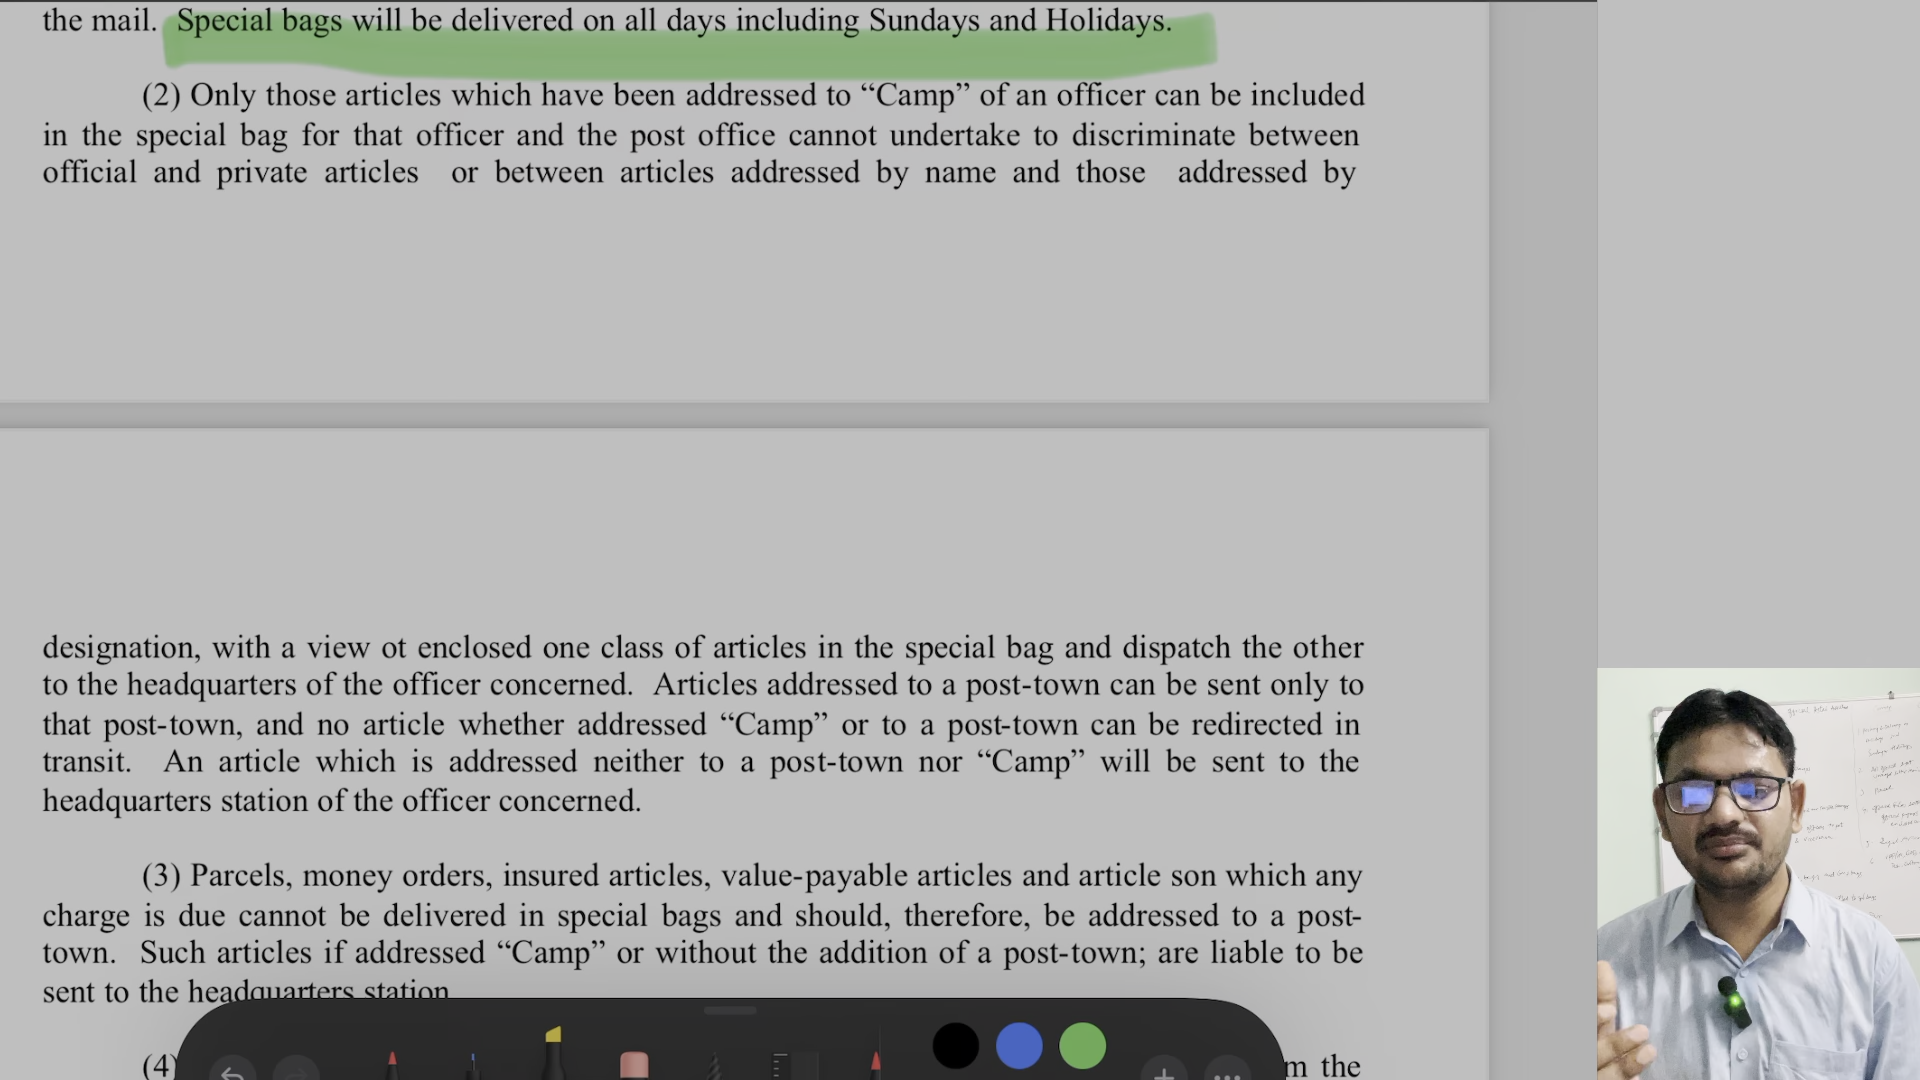 the mail. Special bags will be delivered on all days including Sundays and Holidays.
(2) Only those articles which have been addressed to “Camp” of an officer can be included
in the special bag for that officer and the post office cannot undertake to discriminate between
official and private articles or between articles addressed by name and those addressed by
designation, with a view ot enclosed one class of articles in the special bag and dispatch the other
to the headquarters of the officer concerned. Articles addressed to a post-town can be sent only to
that post-town, and no article whether addressed “Camp” or to a post-town can be redirected in
transit. An article which is addressed neither to a post-town nor “Camp” will be sent to the
headquarters station of the officer concerned.
(3) Parcels, money orders, insured articles, value-payable articles and article son which any
charge is due cannot be delivered in special bags and should, therefore, be addressed to a post-
town. Such articles if addressed “Camp” or without the addition of a post-town; are liable to be
sent to the headquarters station
(4) m the